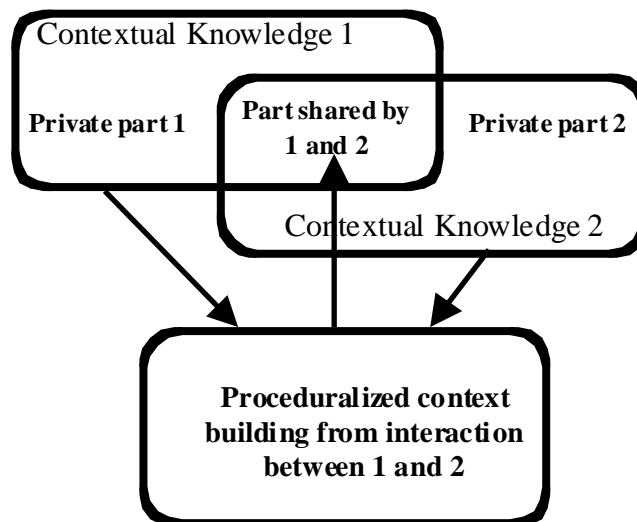 Contextual Knowledge 1
Private part 1
Part shared by
1 and 2
Private part 2
Contextual Knowledge 2
Proceduralized context
building from interaction
between 1 and 2